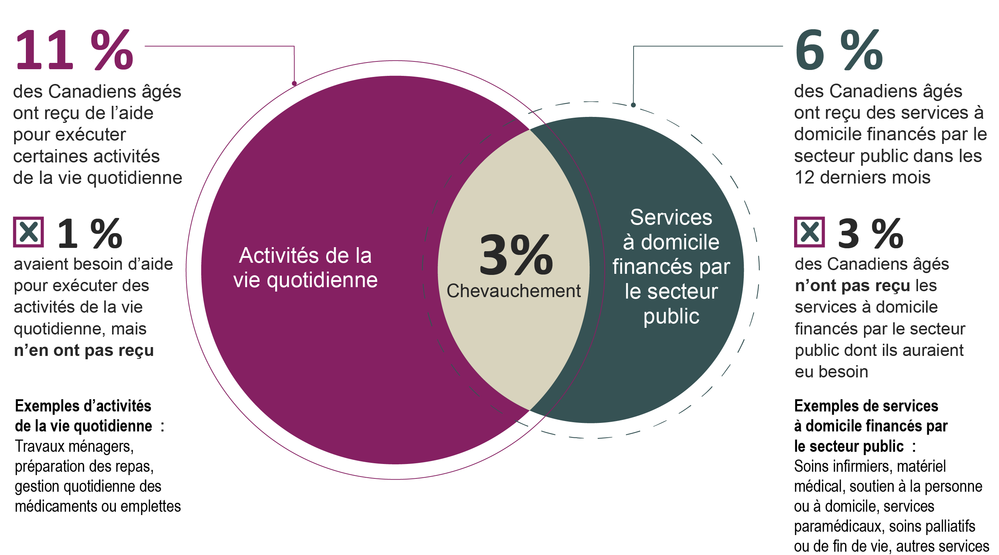 11 %
des Canadiens âgés
ont reçu de l’aide
pour exécuter
certaines activités
de la vie quotidienne
1 %
avaient besoin d’aide
pour exécuter des
activités de la vie
quotidienne, mais
n’en ont pas reçu
Exemples d’activités
de la vie quotidienne :
Travaux ménagers,
préparation des repas,
gestion quotidienne des
médicaments ou emplettes
Activités de la
vie quotidienne
3%
Chevauchement
Services
à domicile
financés par
le secteur
public
6 %
des Canadiens âgés
ont reçu des services à
domicile financés par le
secteur public dans les
12 derniers mois
3 %
des Canadiens âgés
n’ont pas reçu les
services à domicile
financés par le secteur
public dont ils auraient
eu besoin
Exemples de services
à domicile financés par
le secteur public :
Soins infirmiers, matériel
médical, soutien à la personne
ou à domicile, services
paramédicaux, soins palliatifs
ou de fin de vie, autres services